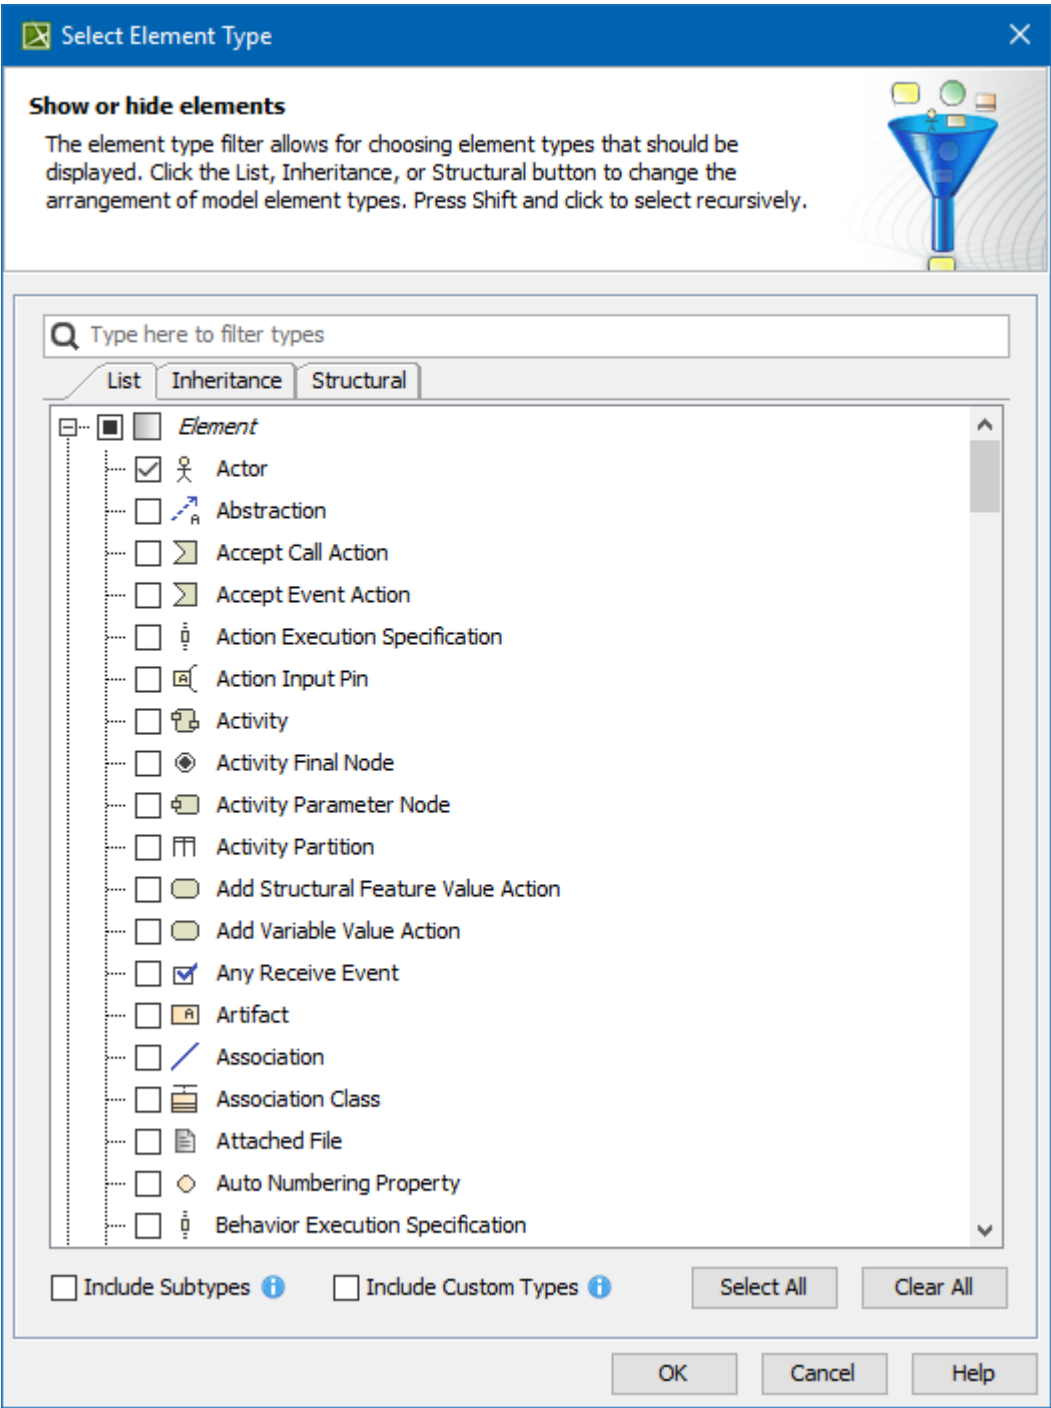 Select Element Type
Show or hide elements
The element type filter allows for choosing element types that should be
displayed. Click the List, Inheritance, or Structural button to change the
arrangement of model element types. Press Shift and click to select recursively.
Type here to filter types
List Inheritance Structural
Element
Actor
Abstraction
Accept Call Action
Accept Event Action
Action Execution Specification
Action Input Pin
Activity
Activity Final Node
Activity Parameter Node
Activity Partition
Add Structural Feature Value Action
Add Variable Value Action
Any Receive Event
Artifact
Association
Association Class
Attached File
Auto Numbering Property
Behavior Execution Specification
Include Subtypes Include Custom Types Select All Clear All
OK Cancel Help